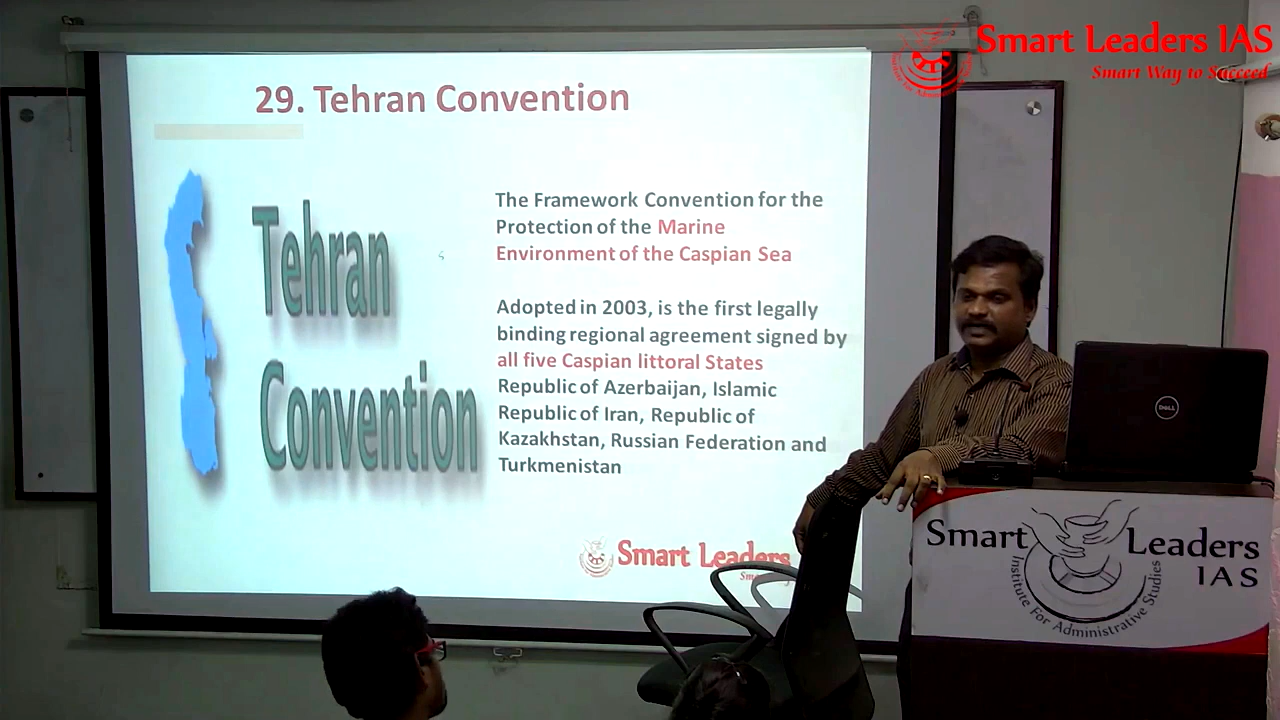 Smart Leaders IAS
Smart Way to Succeed
29. Tehran Convention
Tehran
Convention
The Framework Convention for the
Protection of the Marine
Environment of the Caspian Sea
Adopted in 2003, is the first legally
binding regional agreement signed by
all five Caspian littoral States
Republic of Azerbaijan, Islamic
Republic of Iran, Republic of
Kazakhstan, Russian Federation and
Turkmenistan
Smart Leaders
DELL
Smart Leaders
IAS
Institute For Administrative Studies